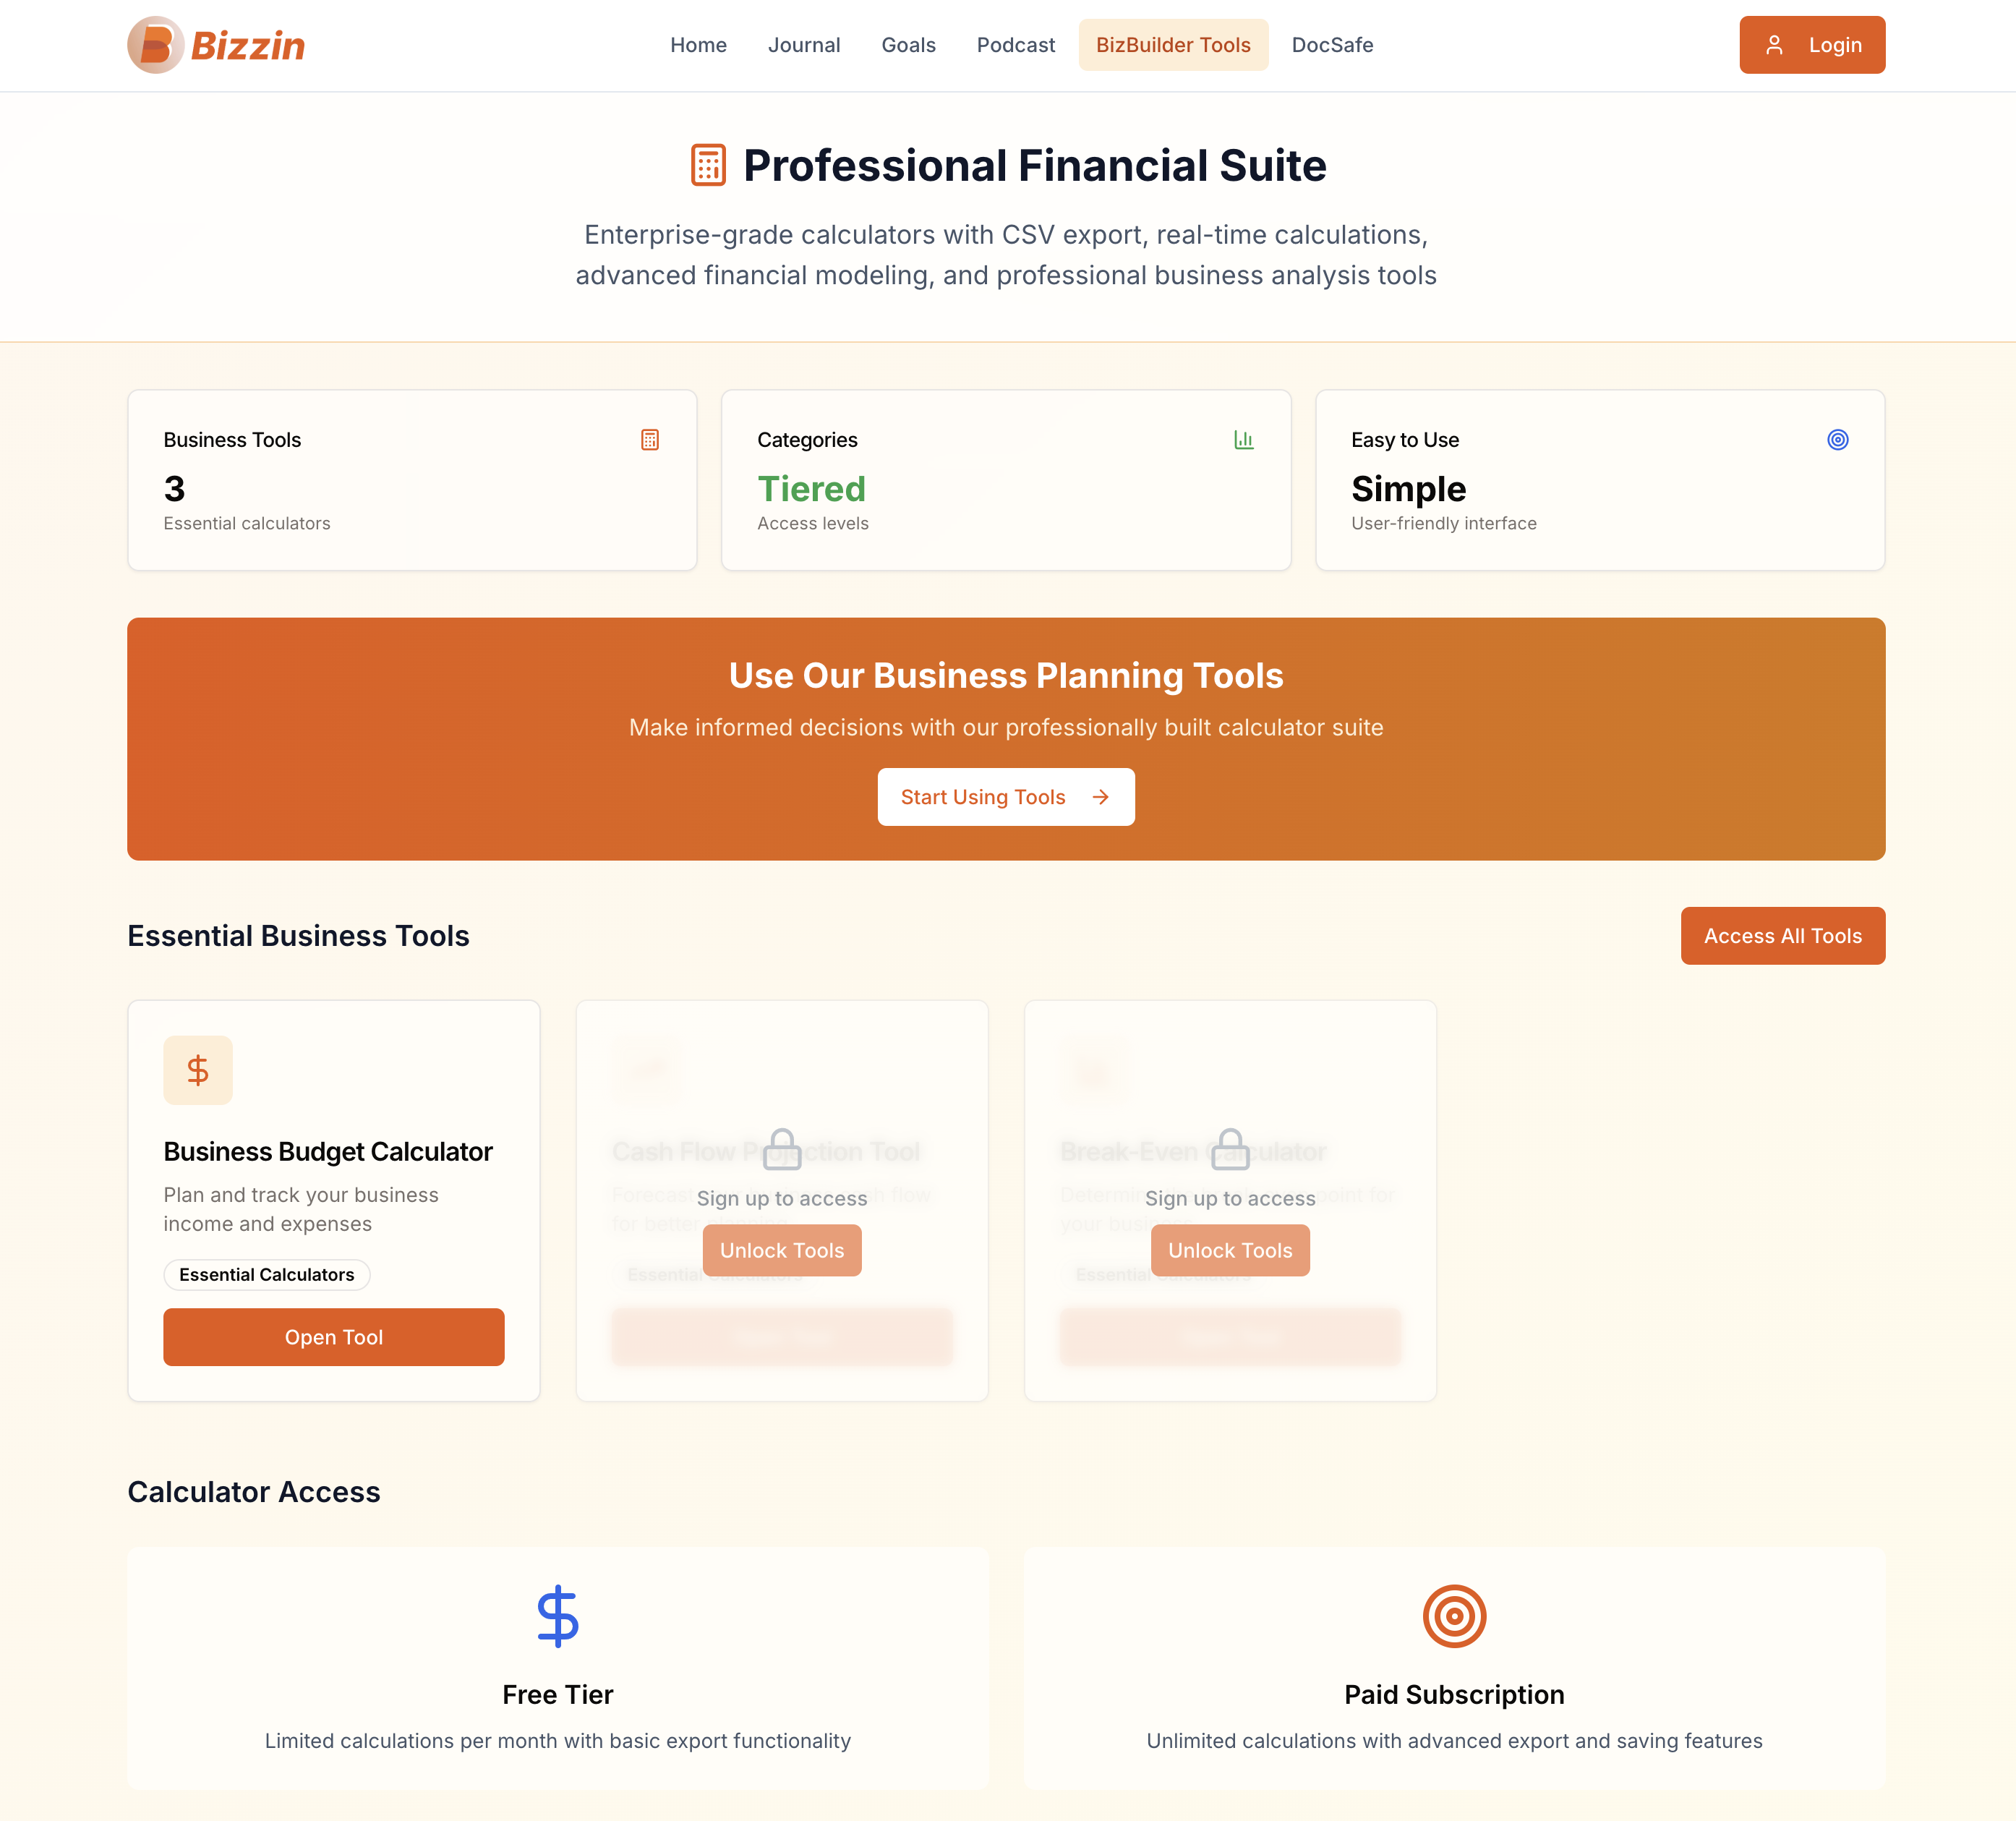 Bizzin
Home
Journal
Goals
Podcast
BizBuilder Tools
DocSafe
Login
Professional Financial Suite
Enterprise-grade calculators with CSV export, real-time calculations,
advanced financial modeling, and professional business analysis tools
Business Tools
3
Essential calculators
Categories
Tiered
Access levels
Easy to Use
Simple
User-friendly interface
Use Our Business Planning Tools
Make informed decisions with our professionally built calculator suite
Start Using Tools
Essential Business Tools
Access All Tools
Business Budget Calculator
Plan and track your business
income and expenses
Essential Calculators
Open Tool
Cash Flow Projection Tool
Sign up to access
Unlock Tools
Essential Calculators
Break-Even Calculator
Sign up to access
Unlock Tools
Essential Calculators
Calculator Access
Free Tier
Limited calculations per month with basic export functionality
Paid Subscription
Unlimited calculations with advanced export and saving features